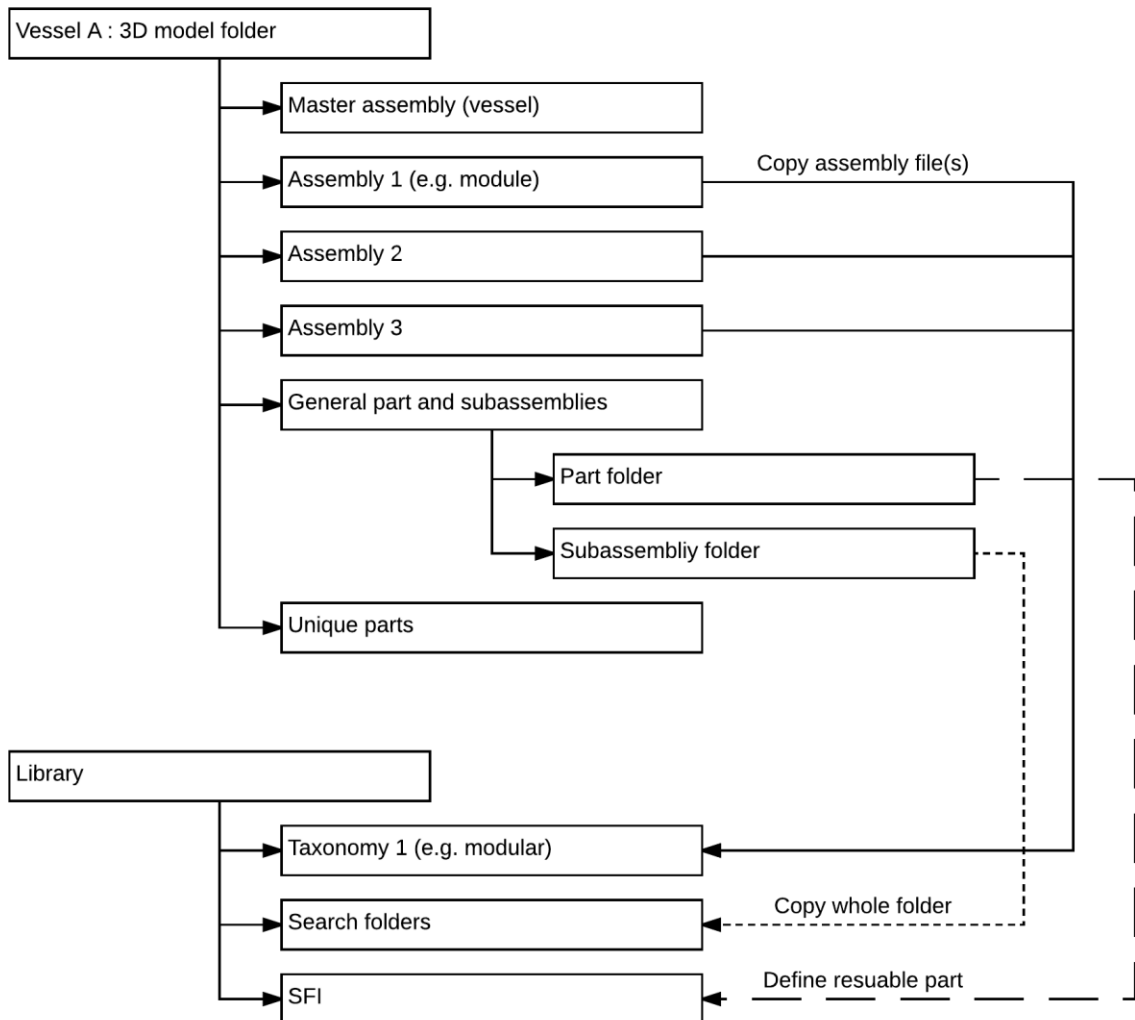 Vessel A : 3D model folder
Master assembly (vessel)
Assembly 1 (e.g. module)
Copy assembly file(s)
Assembly 2
Assembly 3
General part and subassemblies
Part folder
Subassembliy folder
Unique parts
Library
Taxonomy 1 (e.g. modular)
Search folders
Copy whole folder
SFI
Define resuable part